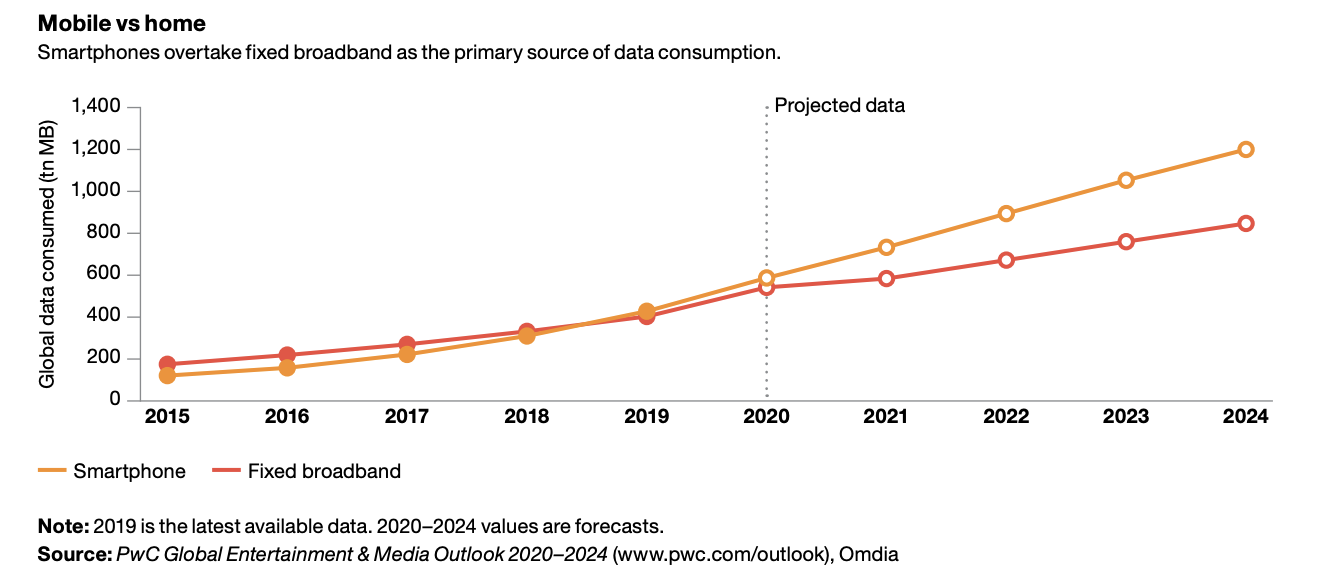 Mobile vs home
Smartphones overtake fixed broadband as the primary source of data consumption.
Global data consumed (tn MB)
1,400
1,200
1,000
800
600
400
200
0
Projected data
2015 2016 2017 2018 2019 2020 2021 2022 2023 2024
Smartphone Fixed broadband
Note: 2019 is the latest available data. 2020–2024 values are forecasts.
Source: PwC Global Entertainment & Media Outlook 2020–2024 (www.pwc.com/outlook), Omdia